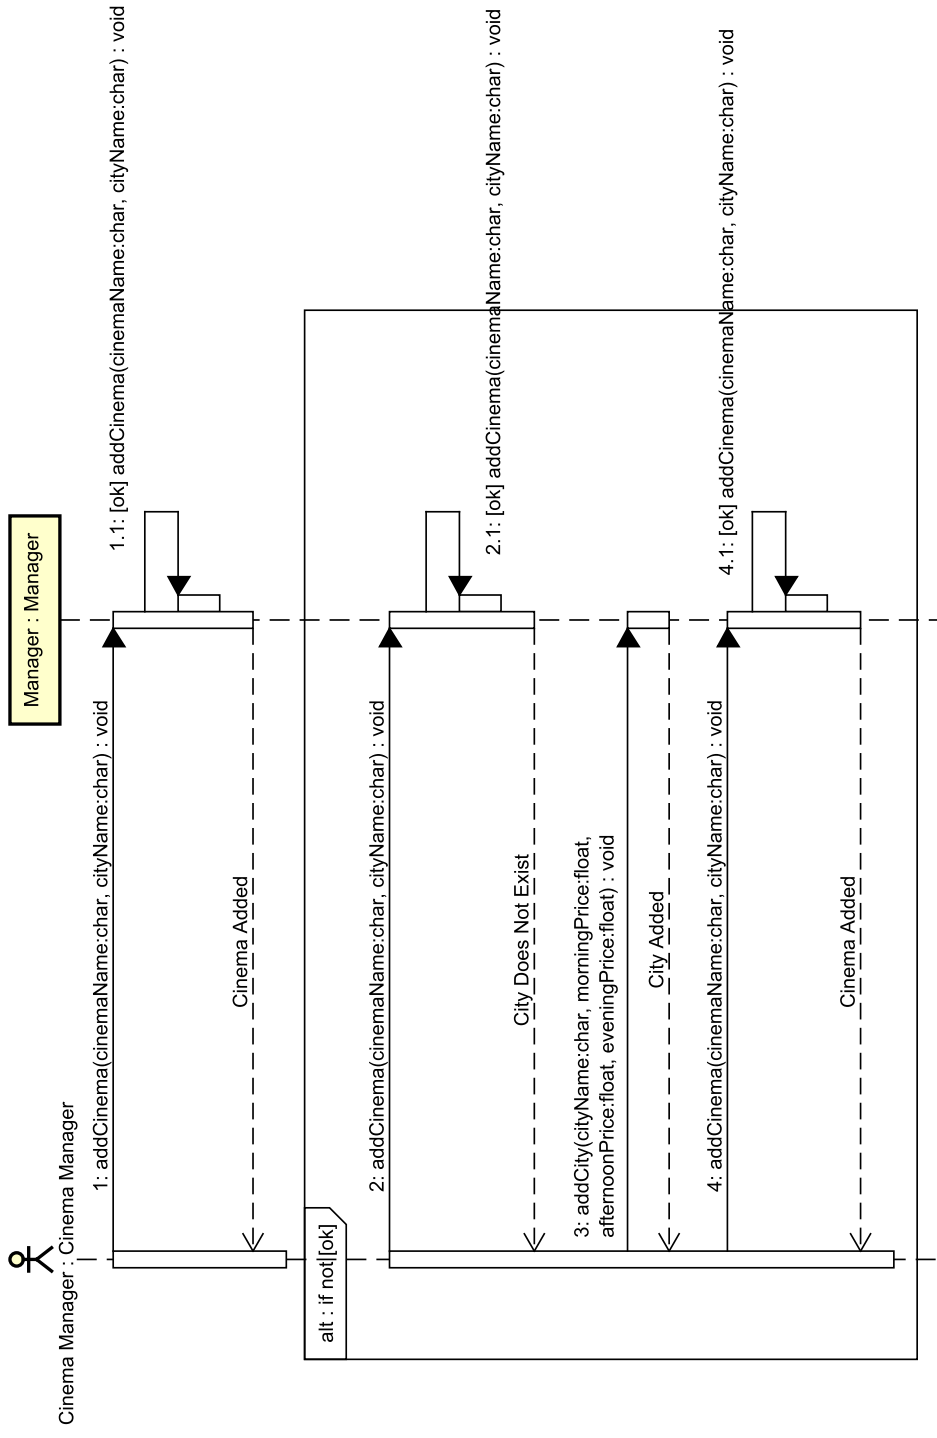 Cinema Manager : Cinema Manager
Manager : Manager
1: addCinema(cinemaName:char, cityName:char) : void
1.1: [ok] addCinema(cinemaName:char, cityName:char) : void
Cinema Added
alt : if not[ok]
2: addCinema(cinemaName:char, cityName:char) : void
2.1: [ok] addCinema(cinemaName:char, cityName:char) : void
City Does Not Exist
3: addCity(cityName:char, morningPrice:float,
afternoonPrice:float, eveningPrice:float) : void
City Added
4: addCinema(cinemaName:char, cityName:char) : void
4.1: [ok] addCinema(cinemaName:char, cityName:char) : void
Cinema Added